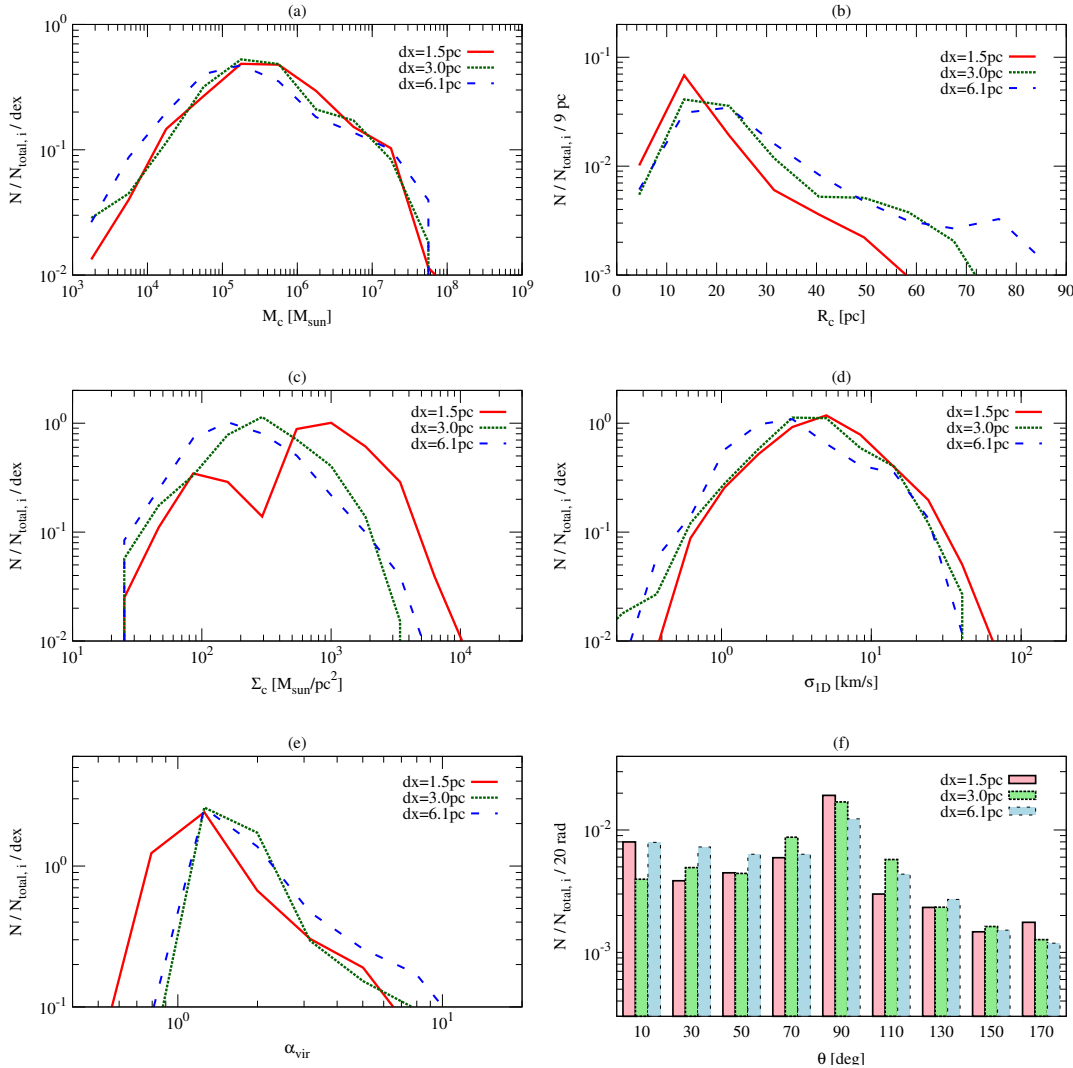 (a)
N / N_total, i / dex
10^0
10^-1
10^-2
dx=1.5pc
dx=3.0pc
dx=6.1pc
10^3 10^4 10^5 10^6 10^7 10^8 10^9
M_c [M_sun]
(b)
N / N_total, i / 9 pc
10^-1
10^-2
10^-3
dx=1.5pc
dx=3.0pc
dx=6.1pc
0 10 20 30 40 50 60 70 80 90
R_c [pc]
(c)
N / N_total, i / dex
10^0
10^-1
10^-2
dx=1.5pc
dx=3.0pc
dx=6.1pc
10^1 10^2 10^3 10^4
Σ_c [M_sun/pc^2]
(d)
N / N_total, i / dex
10^0
10^-1
10^-2
dx=1.5pc
dx=3.0pc
dx=6.1pc
10^0 10^1 10^2
σ_1D [km/s]
(e)
N / N_total, i / dex
10^0
10^-1
dx=1.5pc
dx=3.0pc
dx=6.1pc
10^0 10^1
α_vir
(f)
N / N_total, i / 20 rad
10^-2
10^-3
dx=1.5pc
dx=3.0pc
dx=6.1pc
10 30 50 70 90 110 130 150 170
θ [deg]